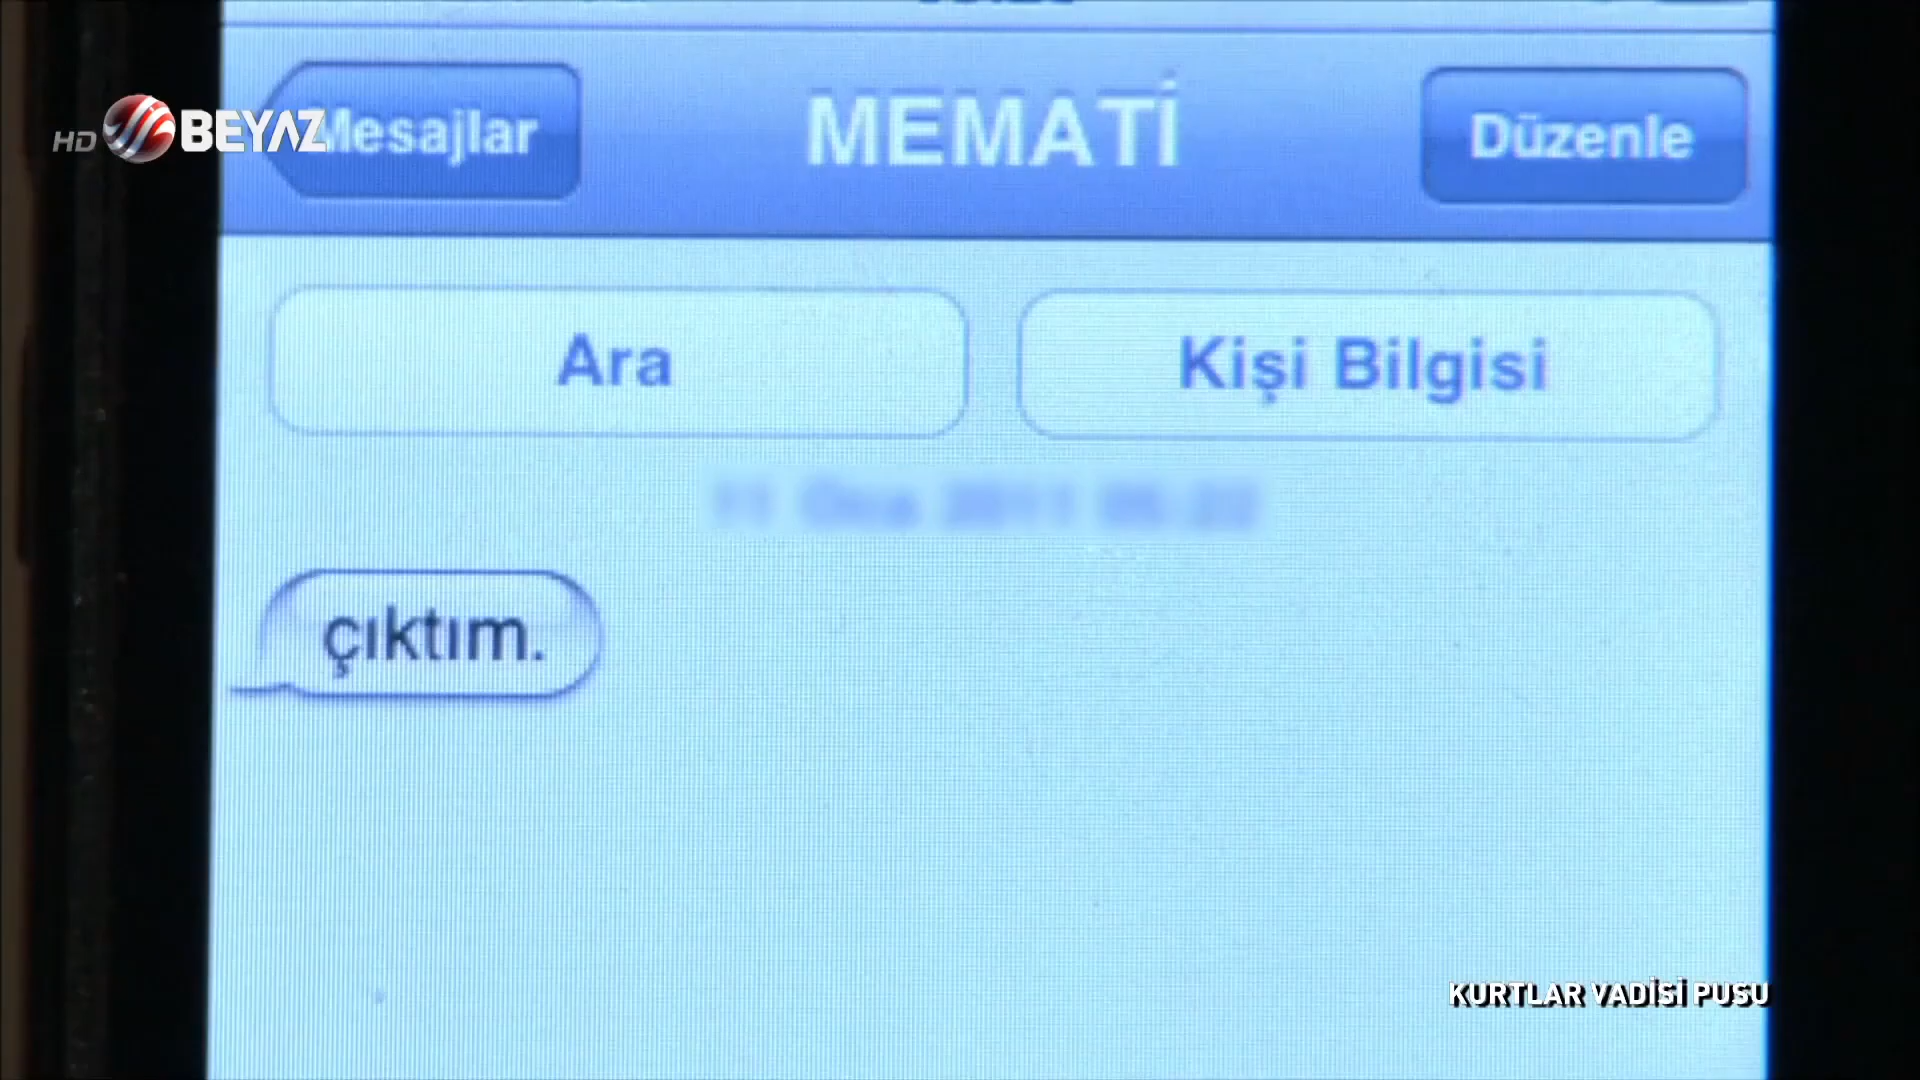 HD BEYAZ
Mesajlar
MEMATİ
Düzenle
Ara
Kişi Bilgisi
çıktım.
KURTLAR VADİSİ PUSU